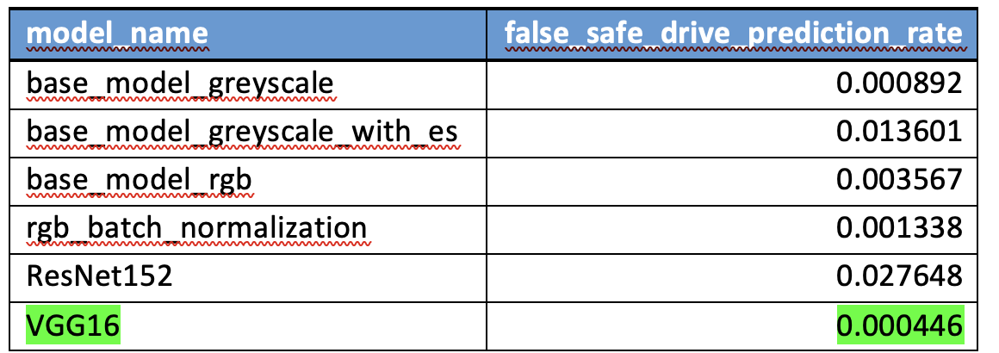 model_name false_safe_drive_prediction_rate
base_model_greyscale 0.000892
base_model_greyscale_with_es 0.013601
base_model_rgb 0.003567
rgb_batch_normalization 0.001338
ResNet152 0.027648
VGG16 0.000446